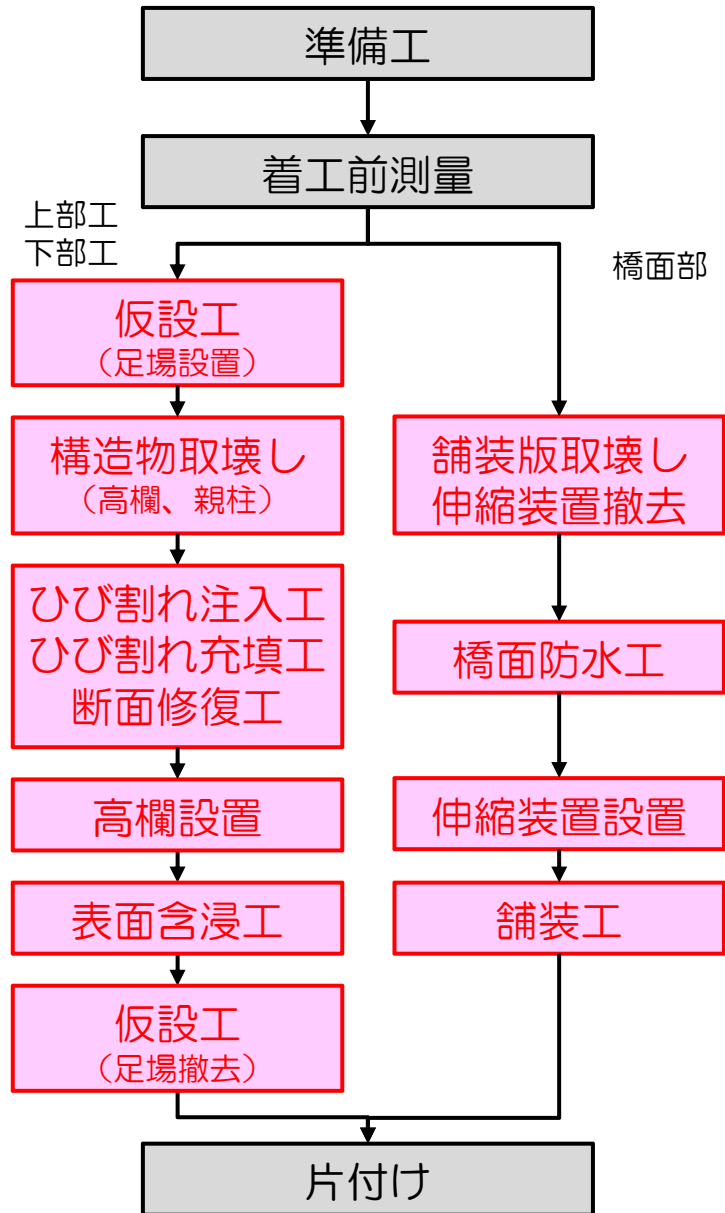 準備工
着工前測量
上部工
下部工
仮設工
（足場設置）
構造物取壊し
（高欄、親柱）
ひび割れ注入工
ひび割れ充填工
断面修復工
高欄設置
表面含浸工
仮設工
（足場撤去）
橋面部
舗装版取壊し
伸縮装置撤去
橋面防水工
伸縮装置設置
舗装工
片付け